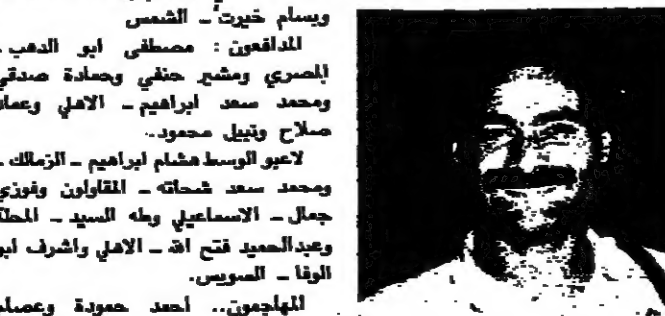 وبسام خيرت – الشمس
المدافعون : مصطفى ابو الدهب –
المصري ومشير حنفي وحمادة صدقي
ومحمد سعد ابراهيم – الاهلي وعماد
صلاح ونبيل محمود.
لاعبو الوسط هشام ابراهيم – الزمالك –
ومحمد سعد شحاته – المقاولون وفوزي
جمال – الاسماعيلي وطه السيد – المحلة
وعبدالحميد فتح الله – الاهلي واشرف ابو
الوفا – السويس.
المهاجمون.. أحمد حمودة وعصام